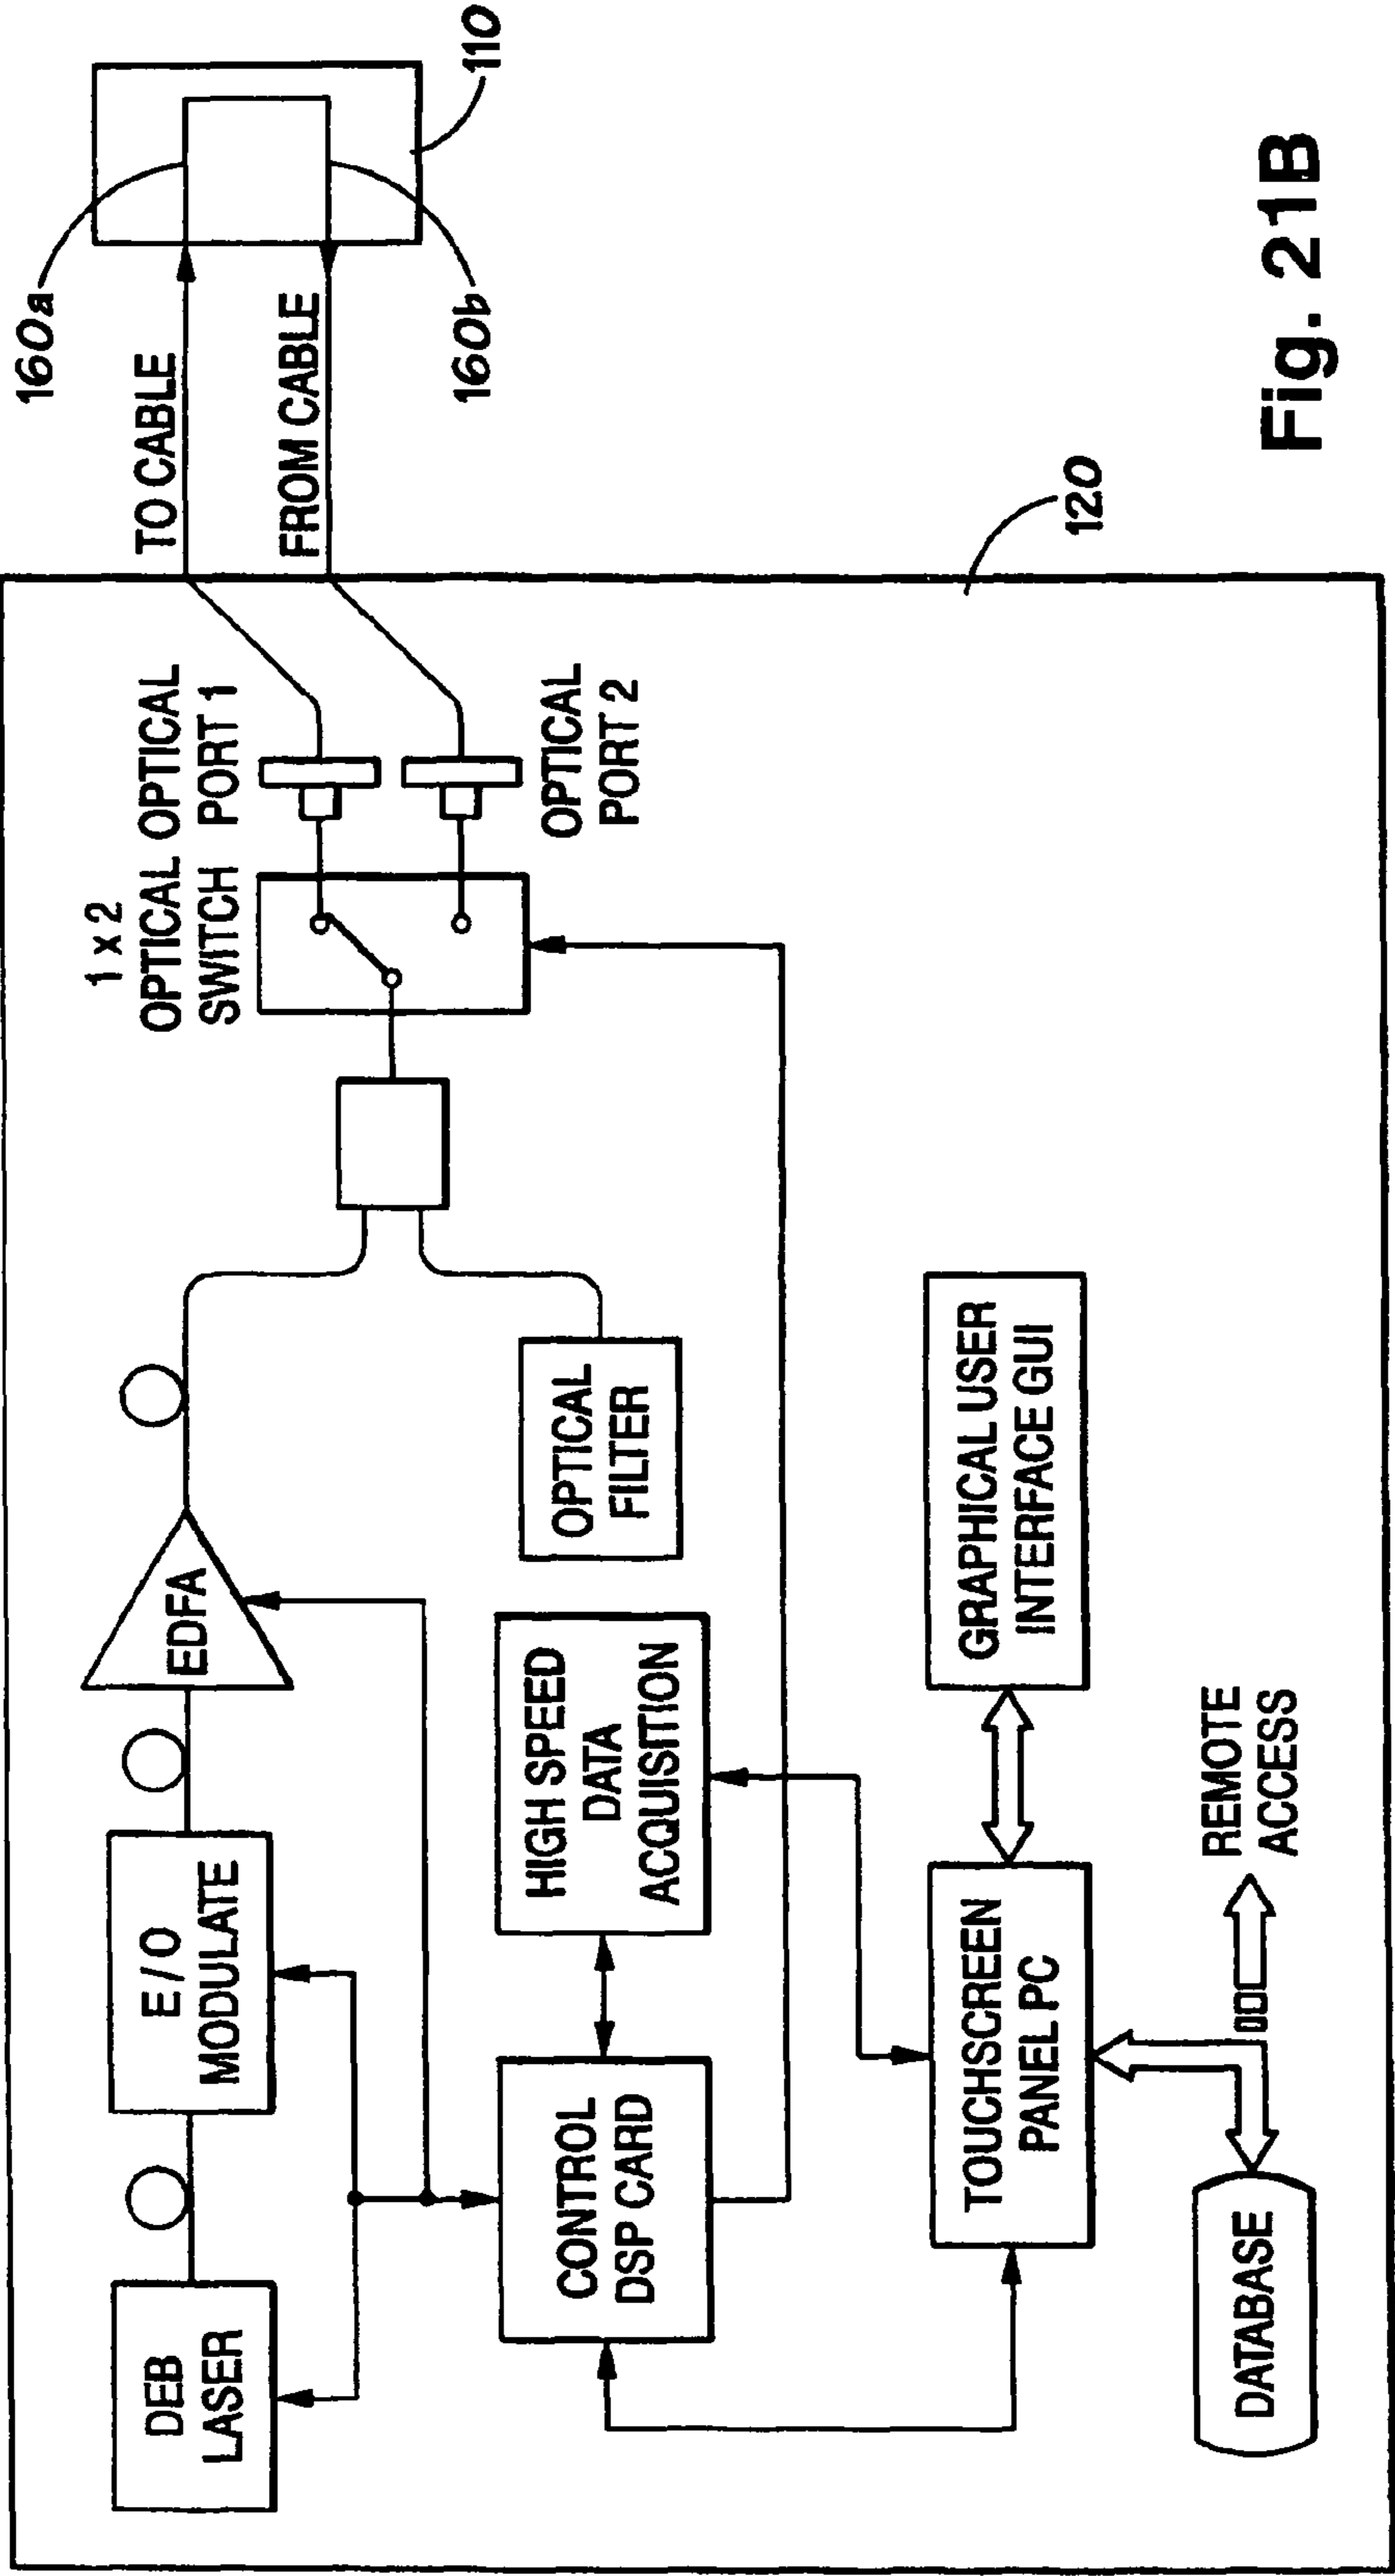 DEB
LASER
E / O
MODULATE
EDFA
1 x 2
OPTICAL OPTICAL
SWITCH PORT 1
TO CABLE
160a
FROM CABLE
160b
110
OPTICAL
PORT 2
OPTICAL
FILTER
CONTROL
DSP CARD
HIGH SPEED
DATA
ACQUISITION
TOUCHSCREEN
PANEL PC
GRAPHICAL USER
INTERFACE GUI
DATABASE
REMOTE
ACCESS
120
Fig. 21B